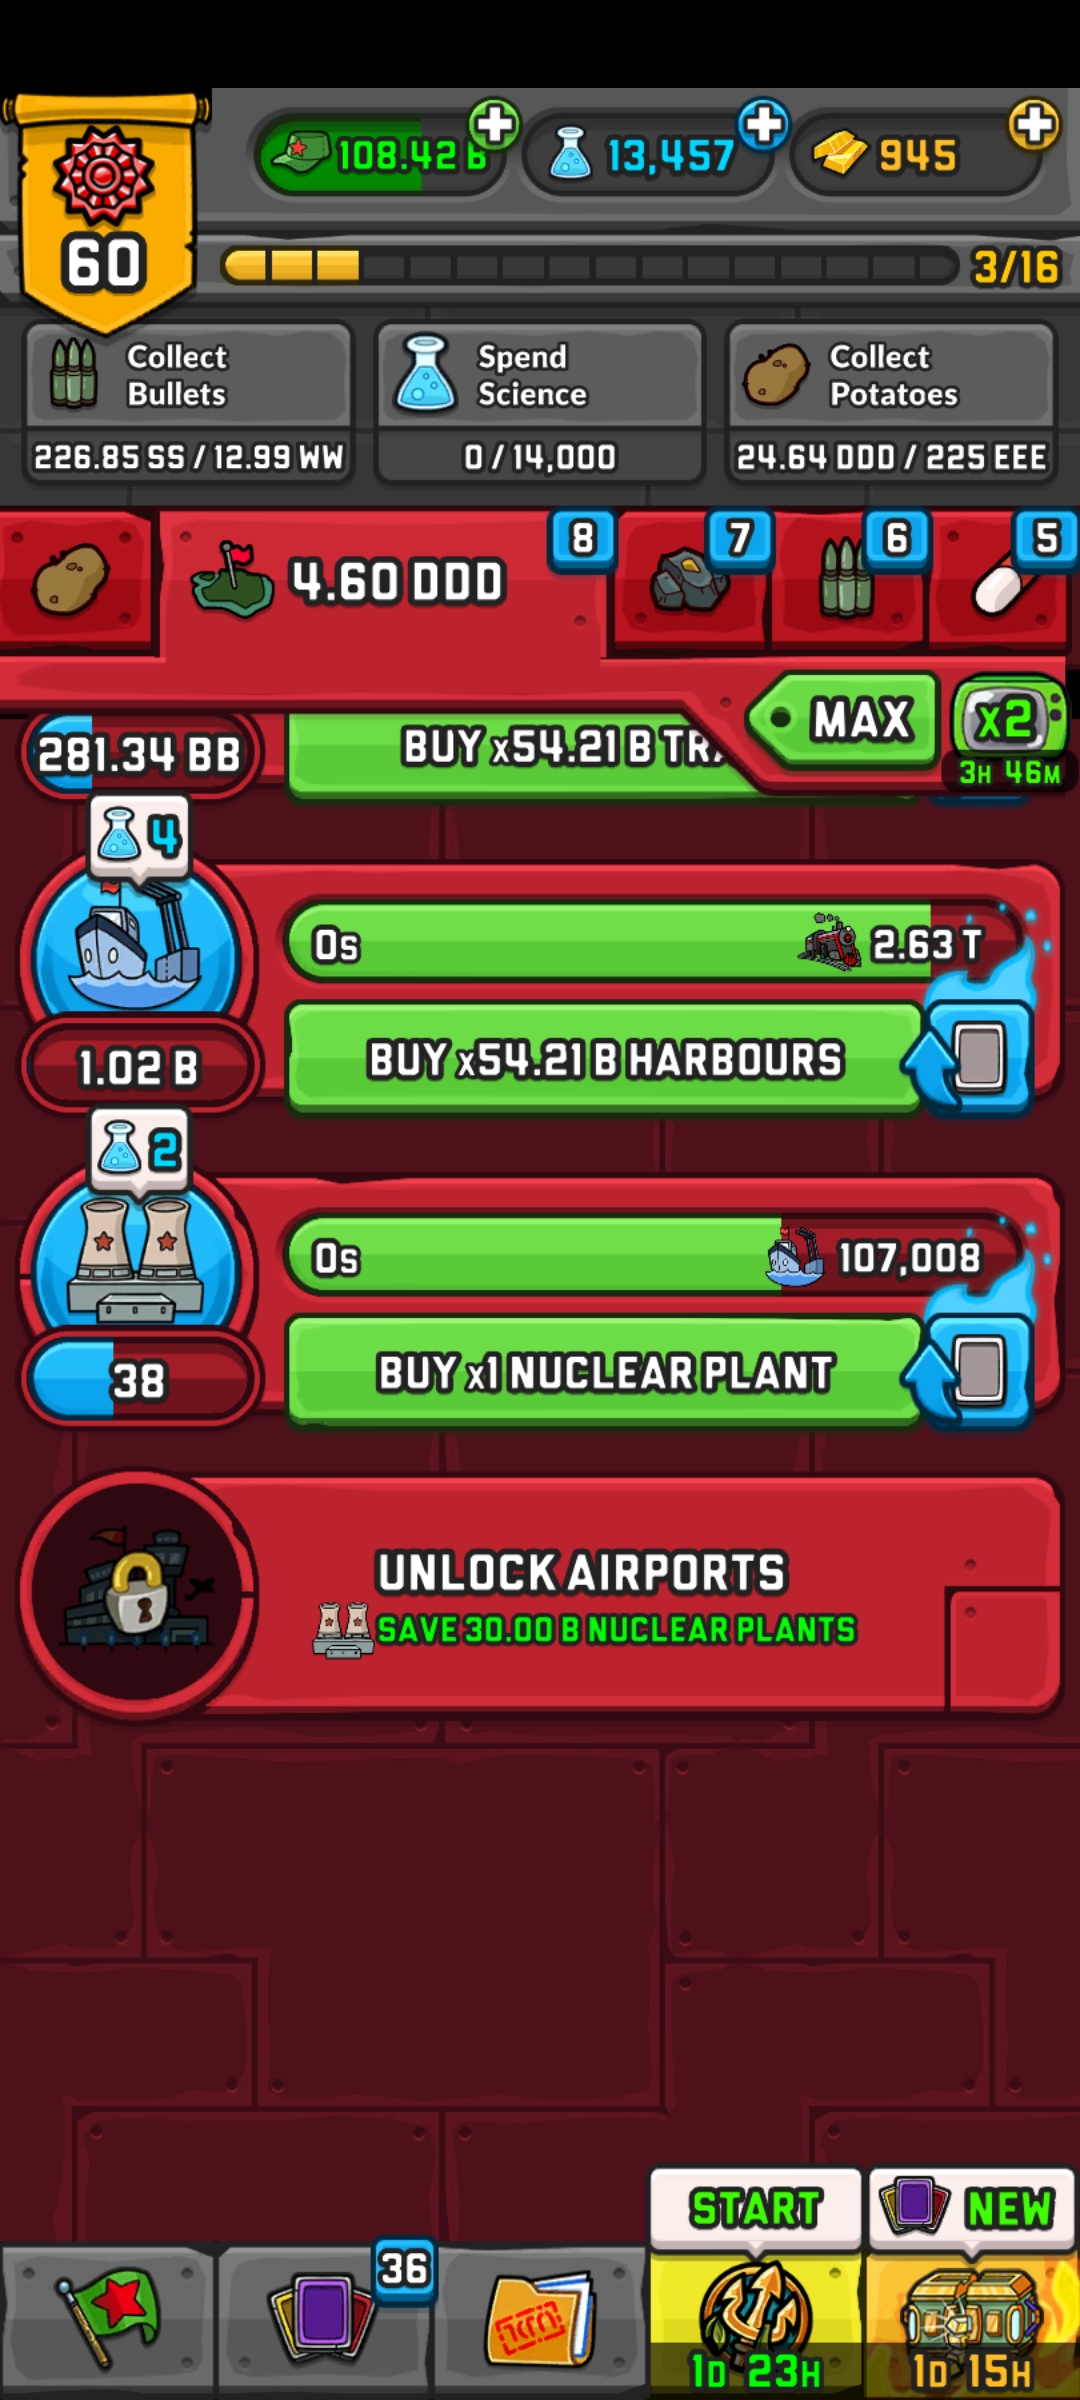 60
108.42 B
13,457
945
3/16
Collect
Bullets
226.85 SS / 12.99 WW
Spend
Science
0 / 14,000
Collect
Potatoes
24.64 DDD / 225 EEE
4.60 DDD
8
7
6
5
MAX
x2
3H 46M
281.34 BB
BUY x54.21 B
4
0s
2.63 T
1.02 B
BUY x54.21 B HARBOURS
2
0s
107,008
38
BUY x1 NUCLEAR PLANT
UNLOCK AIRPORTS
SAVE 30.00 B NUCLEAR PLANTS
START
NEW
36
1D 23H
1D 15H